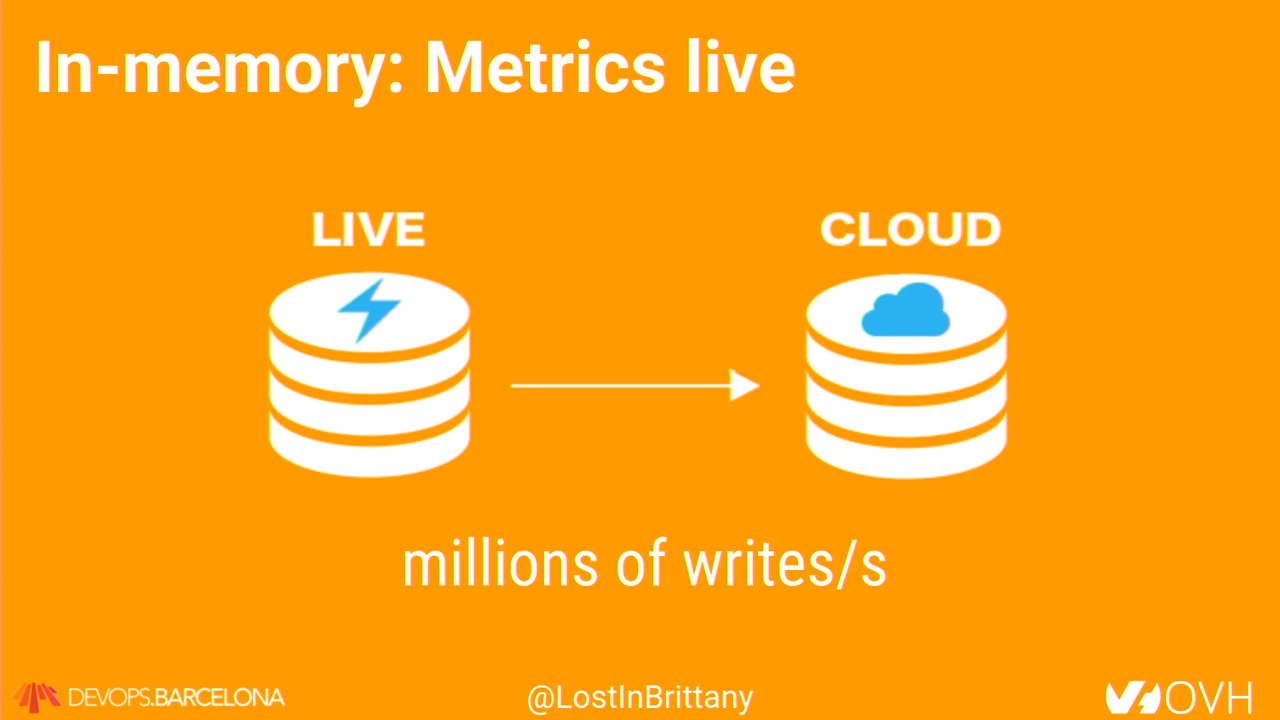 In-memory: Metrics live
LIVE
CLOUD
millions of writes/s
DEVOPS.BARCELONA
@LostInBrittany
OVH